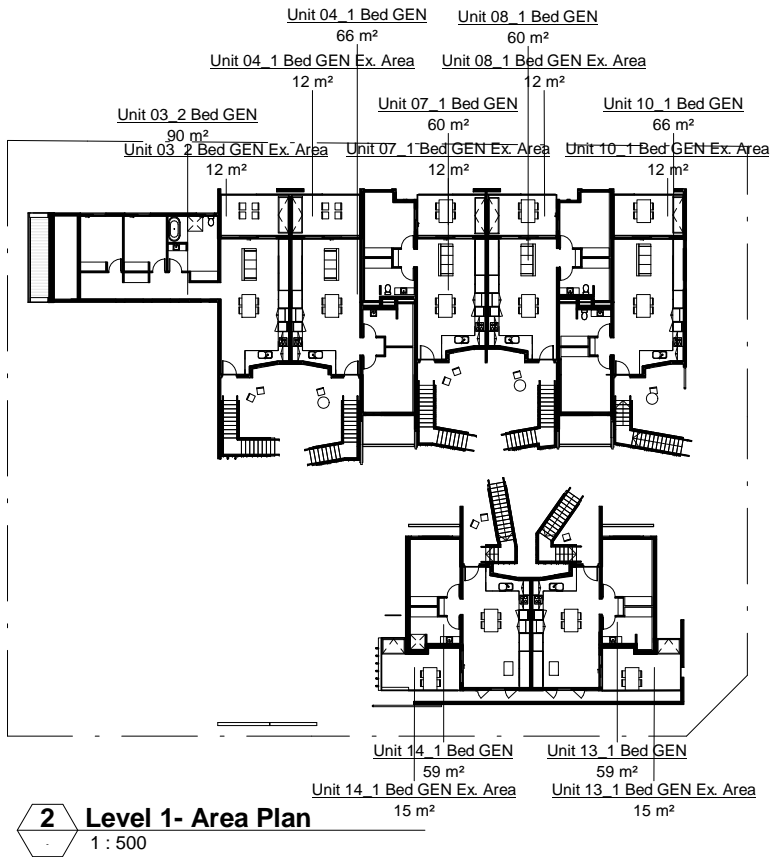 Unit 04_1 Bed GEN
66 m²
Unit 08_1 Bed GEN
60 m²
Unit 04_1 Bed GEN Ex. Area
12 m²
Unit 08_1 Bed GEN Ex. Area
12 m²
Unit 03_2 Bed GEN
90 m²
Unit 07_1 Bed GEN
60 m²
Unit 10_1 Bed GEN
66 m²
Unit 03_2 Bed GEN Ex. Area
12 m²
Unit 07_1 Bed GEN Ex. Area
12 m²
Unit 10_1 Bed GEN Ex. Area
12 m²
Unit 14_1 Bed GEN
59 m²
Unit 13_1 Bed GEN
59 m²
Unit 14_1 Bed GEN Ex. Area
15 m²
Unit 13_1 Bed GEN Ex. Area
15 m²
2 Level 1- Area Plan
1 : 500